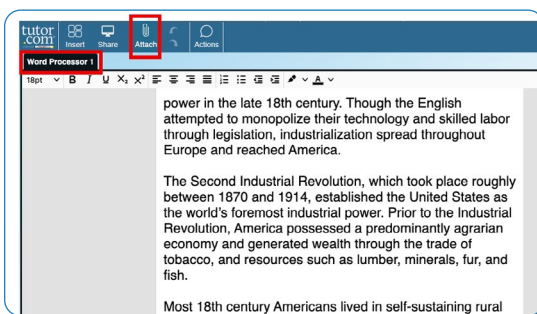 tutor
.com
Insert
Share
Attach
Actions
Word Processor 1
18pt B I U X₂ X² A
power in the late 18th century. Though the English
attempted to monopolize their technology and skilled labor
through legislation, industrialization spread throughout
Europe and reached America.
The Second Industrial Revolution, which took place roughly
between 1870 and 1914, established the United States as
the world's foremost industrial power. Prior to the Industrial
Revolution, America possessed a predominantly agrarian
economy and generated wealth through the trade of
tobacco, and resources such as lumber, minerals, fur, and
fish.
Most 18th century Americans lived in self-sustaining rural